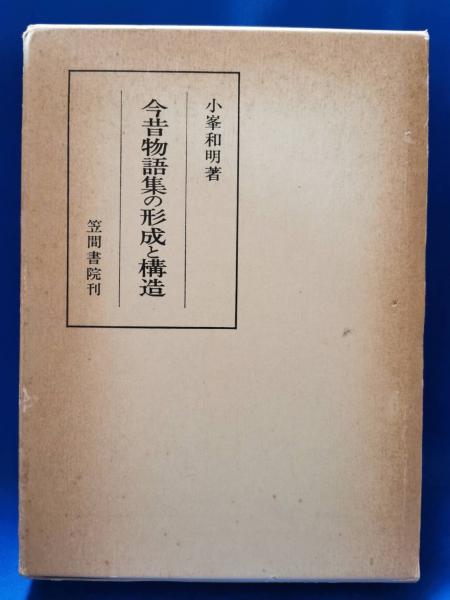 小峯和明著
今昔物語集の形成と構造
笠間書院刊